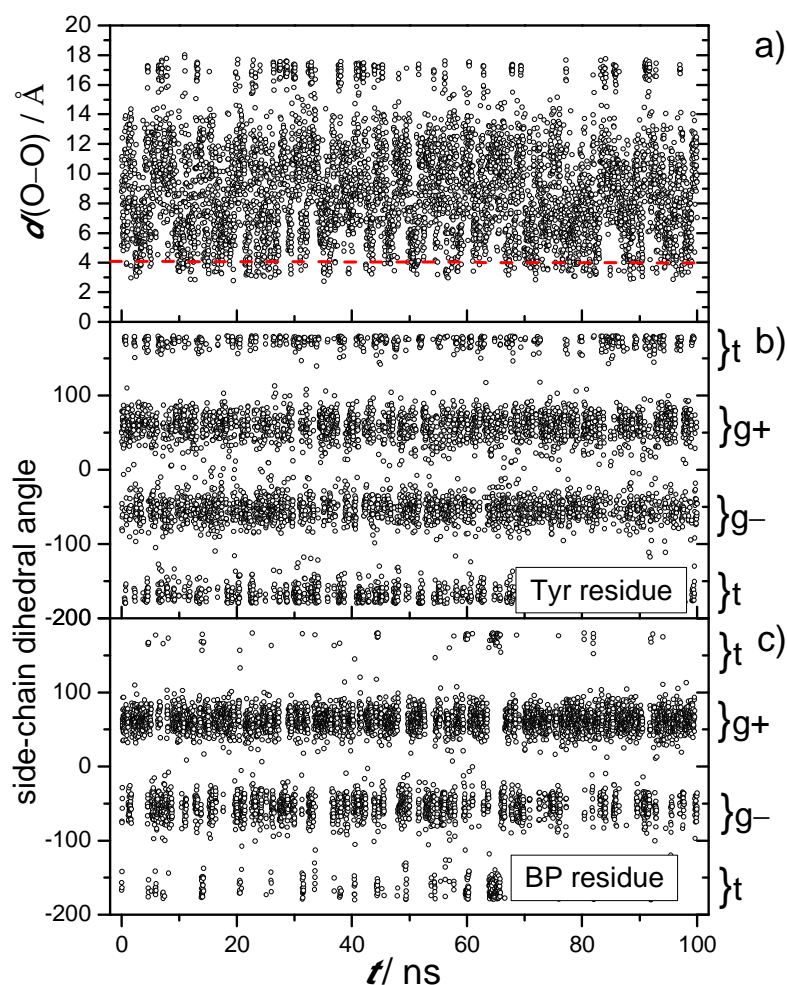 20
18
16
14
12
10
8
6
4
2
0
d(O–O) / Å
a)
100
0
-100
-200
}t
b)
}g+
}g–
}t
Tyr residue
side-chain dihedral angle
100
0
-100
-200
}t
c)
}g+
}g–
}t
BP residue
0 20 40 60 80 100
t/ ns